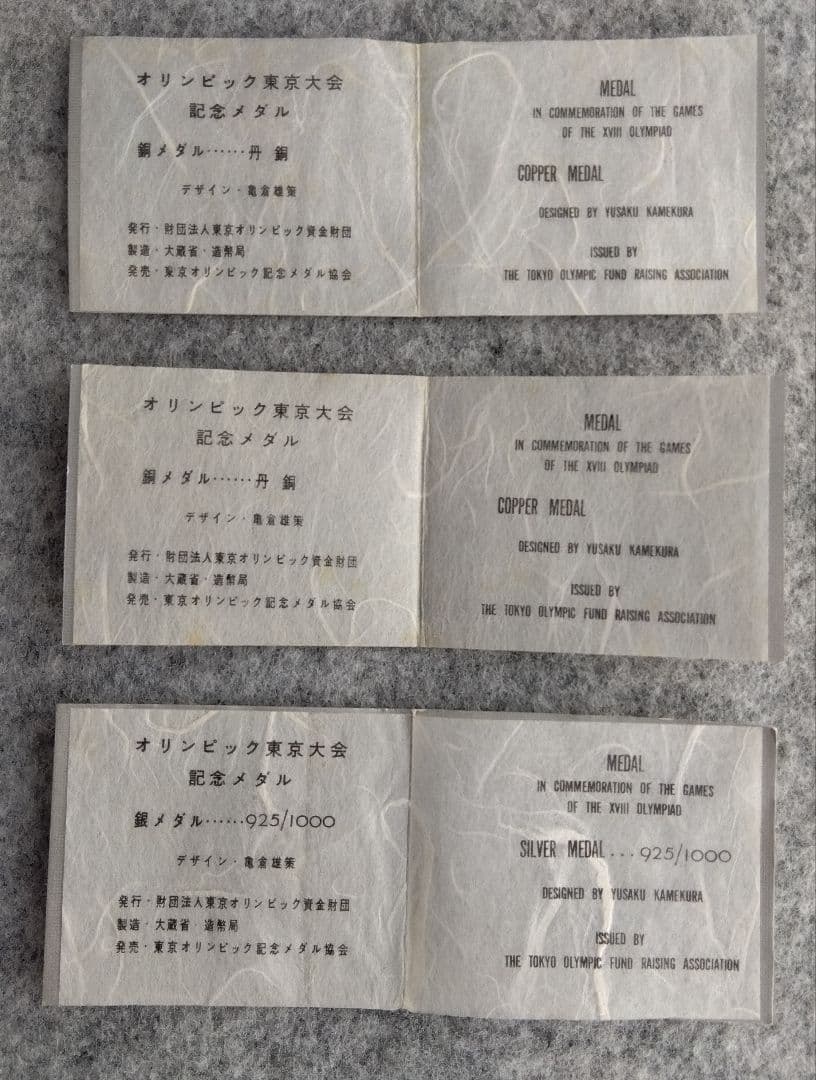 オリンピック東京大会
記念メダル
銅メダル······丹 銅
デザイン・亀倉雄策
発行・財団法人東京オリンピック資金財団
製造・大蔵省・造幣局
発売・東京オリンピック記念メダル協会
MEDAL
IN COMMEMORATION OF THE GAMES
OF THE XVIII OLYMPIAD
COPPER MEDAL
DESIGNED BY YUSAKU KAMEKURA
ISSUED BY
THE TOKYO OLYMPIC FUND RAISING ASSOCIATION
オリンピック東京大会
記念メダル
銅メダル······丹 銅
デザイン・亀倉雄策
発行・財団法人東京オリンピック資金財団
製造・大蔵省・造幣局
発売・東京オリンピック記念メダル協会
MEDAL
IN COMMEMORATION OF THE GAMES
OF THE XVIII OLYMPIAD
COPPER MEDAL
DESIGNED BY YUSAKU KAMEKURA
ISSUED BY
THE TOKYO OLYMPIC FUND RAISING ASSOCIATION
オリンピック東京大会
記念メダル
銀メダル······925/1000
デザイン・亀倉雄策
発行・財団法人東京オリンピック資金財団
製造・大蔵省・造幣局
発売・東京オリンピック記念メダル協会
MEDAL
IN COMMEMORATION OF THE GAMES
OF THE XVIII OLYMPIAD
SILVER MEDAL...925/1000
DESIGNED BY YUSAKU KAMEKURA
ISSUED BY
THE TOKYO OLYMPIC FUND RAISING ASSOCIATION